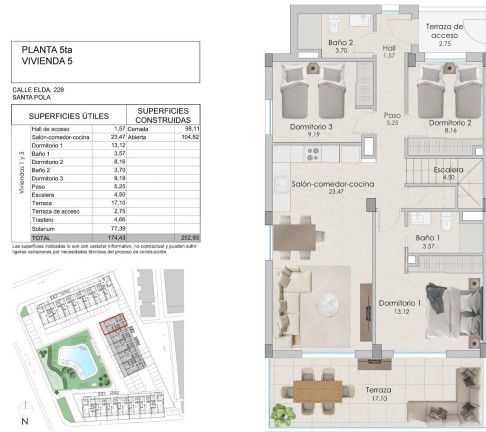 PLANTA 5ta
VIVIENDA 5
CALLE ELDA, 228
SANTA POLA
SUPERFICIES ÚTILES
SUPERFICIES CONSTRUIDAS
Viviendas 1 y 5
Hall de acceso 1,57 Cerrada 98,11
Salón-comedor-cocina 23,47 Abierta 104,82
Dormitorio 1 13,12
Baño 1 3,57
Dormitorio 2 8,16
Baño 2 3,70
Dormitorio 3 9,19
Paso 5,25
Escalera 4,50
Terraza 17,10
Terraza de acceso 2,75
Trastero 4,66
Solarium 77,39
TOTAL 174,43 202,93
Las superficies indicadas lo son con carácter informativo, no contractual y pueden sufrir
ligeras variaciones por necesidades técnicas del proceso de construcción.
N
Baño 2
3.70
Hall
1.57
Terraza de
acceso
2.75
Dormitorio 3
9.19
Paso
5.25
Dormitorio 2
8.16
Escalera
4.50
Salón-comedor-cocina
23.47
Baño 1
3.57
Dormitorio 1
13.12
Terraza
17.10